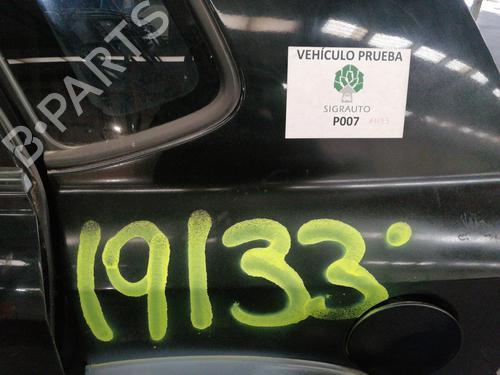 B-PARTS
VEHÍCULO PRUEBA
SIGRAUTO
P007
19133